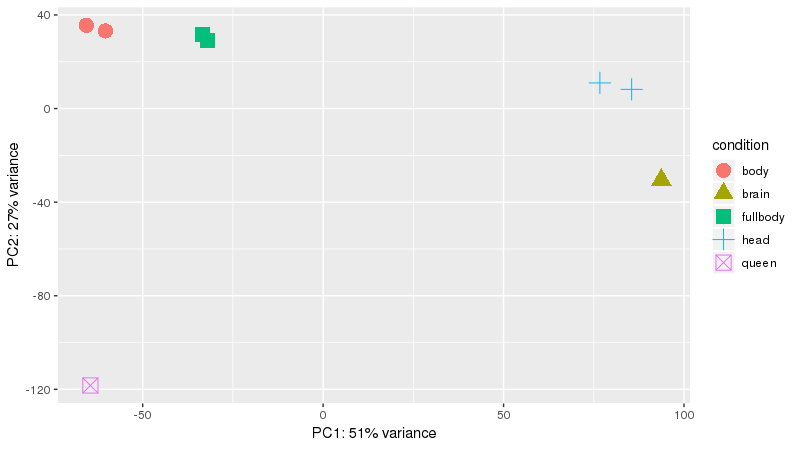 40
0
-40
-80
-120
-50
0
50
100
PC1: 51% variance
PC2: 27% variance
condition
body
brain
fullbody
head
queen